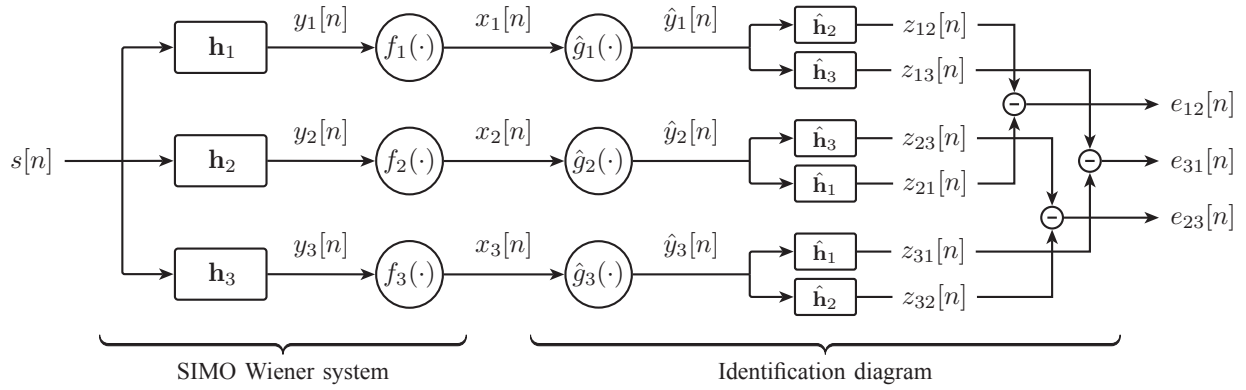 y₁[n] x₁[n] ŷ₁[n] z₁₂[n]
h₁ f₁(·) ĝ₁(·) ĥ₂
ĥ₃ z₁₃[n]
− e₁₂[n]
y₂[n] x₂[n] ŷ₂[n] z₂₃[n]
s[n] h₂ f₂(·) ĝ₂(·) ĥ₃ − e₃₁[n]
ĥ₁ z₂₁[n]
− e₂₃[n]
y₃[n] x₃[n] ŷ₃[n] z₃₁[n]
h₃ f₃(·) ĝ₃(·) ĥ₁
ĥ₂ z₃₂[n]
SIMO Wiener system Identification diagram